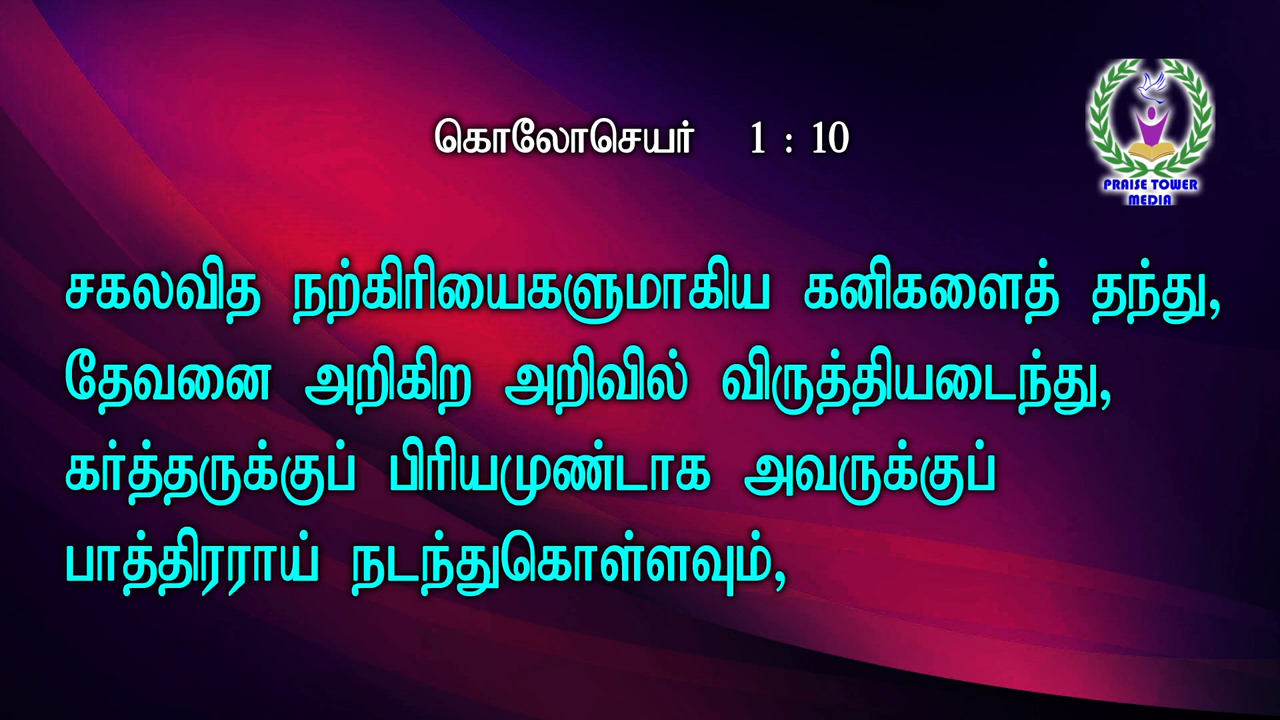 கொலோசெயர் 1 : 10
PRAISE TOWER
MEDIA
சகலவித நற்கிரியைகளுமாகிய கனிகளைத் தந்து,
தேவனை அறிகிற அறிவில் விருத்தியடைந்து,
கர்த்தருக்குப் பிரியமுண்டாக அவருக்குப்
பாத்திரராய் நடந்துகொள்ளவும்,